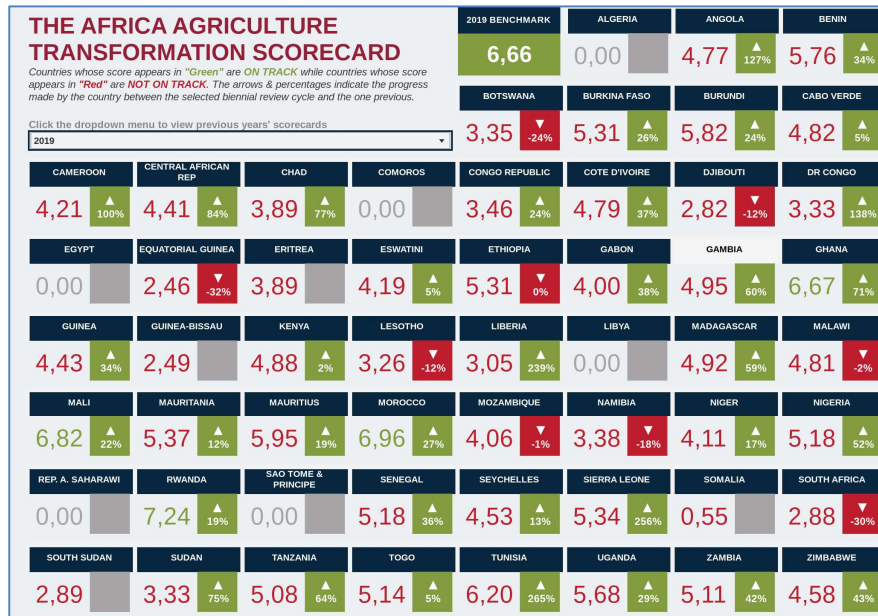 THE AFRICA AGRICULTURE
TRANSFORMATION SCORECARD
Countries whose score appears in "Green" are ON TRACK while countries whose score
appears in "Red" are NOT ON TRACK. The arrows & percentages indicate the progress
made by the country between the selected biennial review cycle and the one previous.
Click the dropdown menu to view previous years' scorecards
2019
2019 BENCHMARK ALGERIA ANGOLA BENIN
6,66 0,00 4,77 ▲ 127% 5,76 ▲ 34%
BOTSWANA BURKINA FASO BURUNDI CABO VERDE
3,35 ▼ -24% 5,31 ▲ 26% 5,82 ▲ 24% 4,82 ▲ 5%
CAMEROON CENTRAL AFRICAN REP CHAD COMOROS CONGO REPUBLIC COTE D'IVOIRE DJIBOUTI DR CONGO
4,21 ▲ 100% 4,41 ▲ 84% 3,89 ▲ 77% 0,00 3,46 ▲ 24% 4,79 ▲ 37% 2,82 ▼ -12% 3,33 ▲ 138%
EGYPT EQUATORIAL GUINEA ERITREA ESWATINI ETHIOPIA GABON GAMBIA GHANA
0,00 2,46 ▼ -32% 3,89 4,19 ▲ 5% 5,31 ▼ 0% 4,00 ▲ 38% 4,95 ▲ 60% 6,67 ▲ 71%
GUINEA GUINEA-BISSAU KENYA LESOTHO LIBERIA LIBYA MADAGASCAR MALAWI
4,43 ▲ 34% 2,49 4,88 ▲ 2% 3,26 ▼ -12% 3,05 ▲ 239% 0,00 4,92 ▲ 59% 4,81 ▼ -2%
MALI MAURITANIA MAURITIUS MOROCCO MOZAMBIQUE NAMIBIA NIGER NIGERIA
6,82 ▲ 22% 5,37 ▲ 12% 5,95 ▲ 19% 6,96 ▲ 27% 4,06 ▼ -1% 3,38 ▼ -18% 4,11 ▲ 17% 5,18 ▲ 52%
REP. A. SAHARAWI RWANDA SAO TOME & PRINCIPE SENEGAL SEYCHELLES SIERRA LEONE SOMALIA SOUTH AFRICA
0,00 7,24 ▲ 19% 0,00 5,18 ▲ 36% 4,53 ▲ 13% 5,34 ▲ 256% 0,55 2,88 ▼ -30%
SOUTH SUDAN SUDAN TANZANIA TOGO TUNISIA UGANDA ZAMBIA ZIMBABWE
2,89 3,33 ▲ 75% 5,08 ▲ 64% 5,14 ▲ 5% 6,20 ▲ 265% 5,68 ▲ 29% 5,11 ▲ 42% 4,58 ▲ 43%